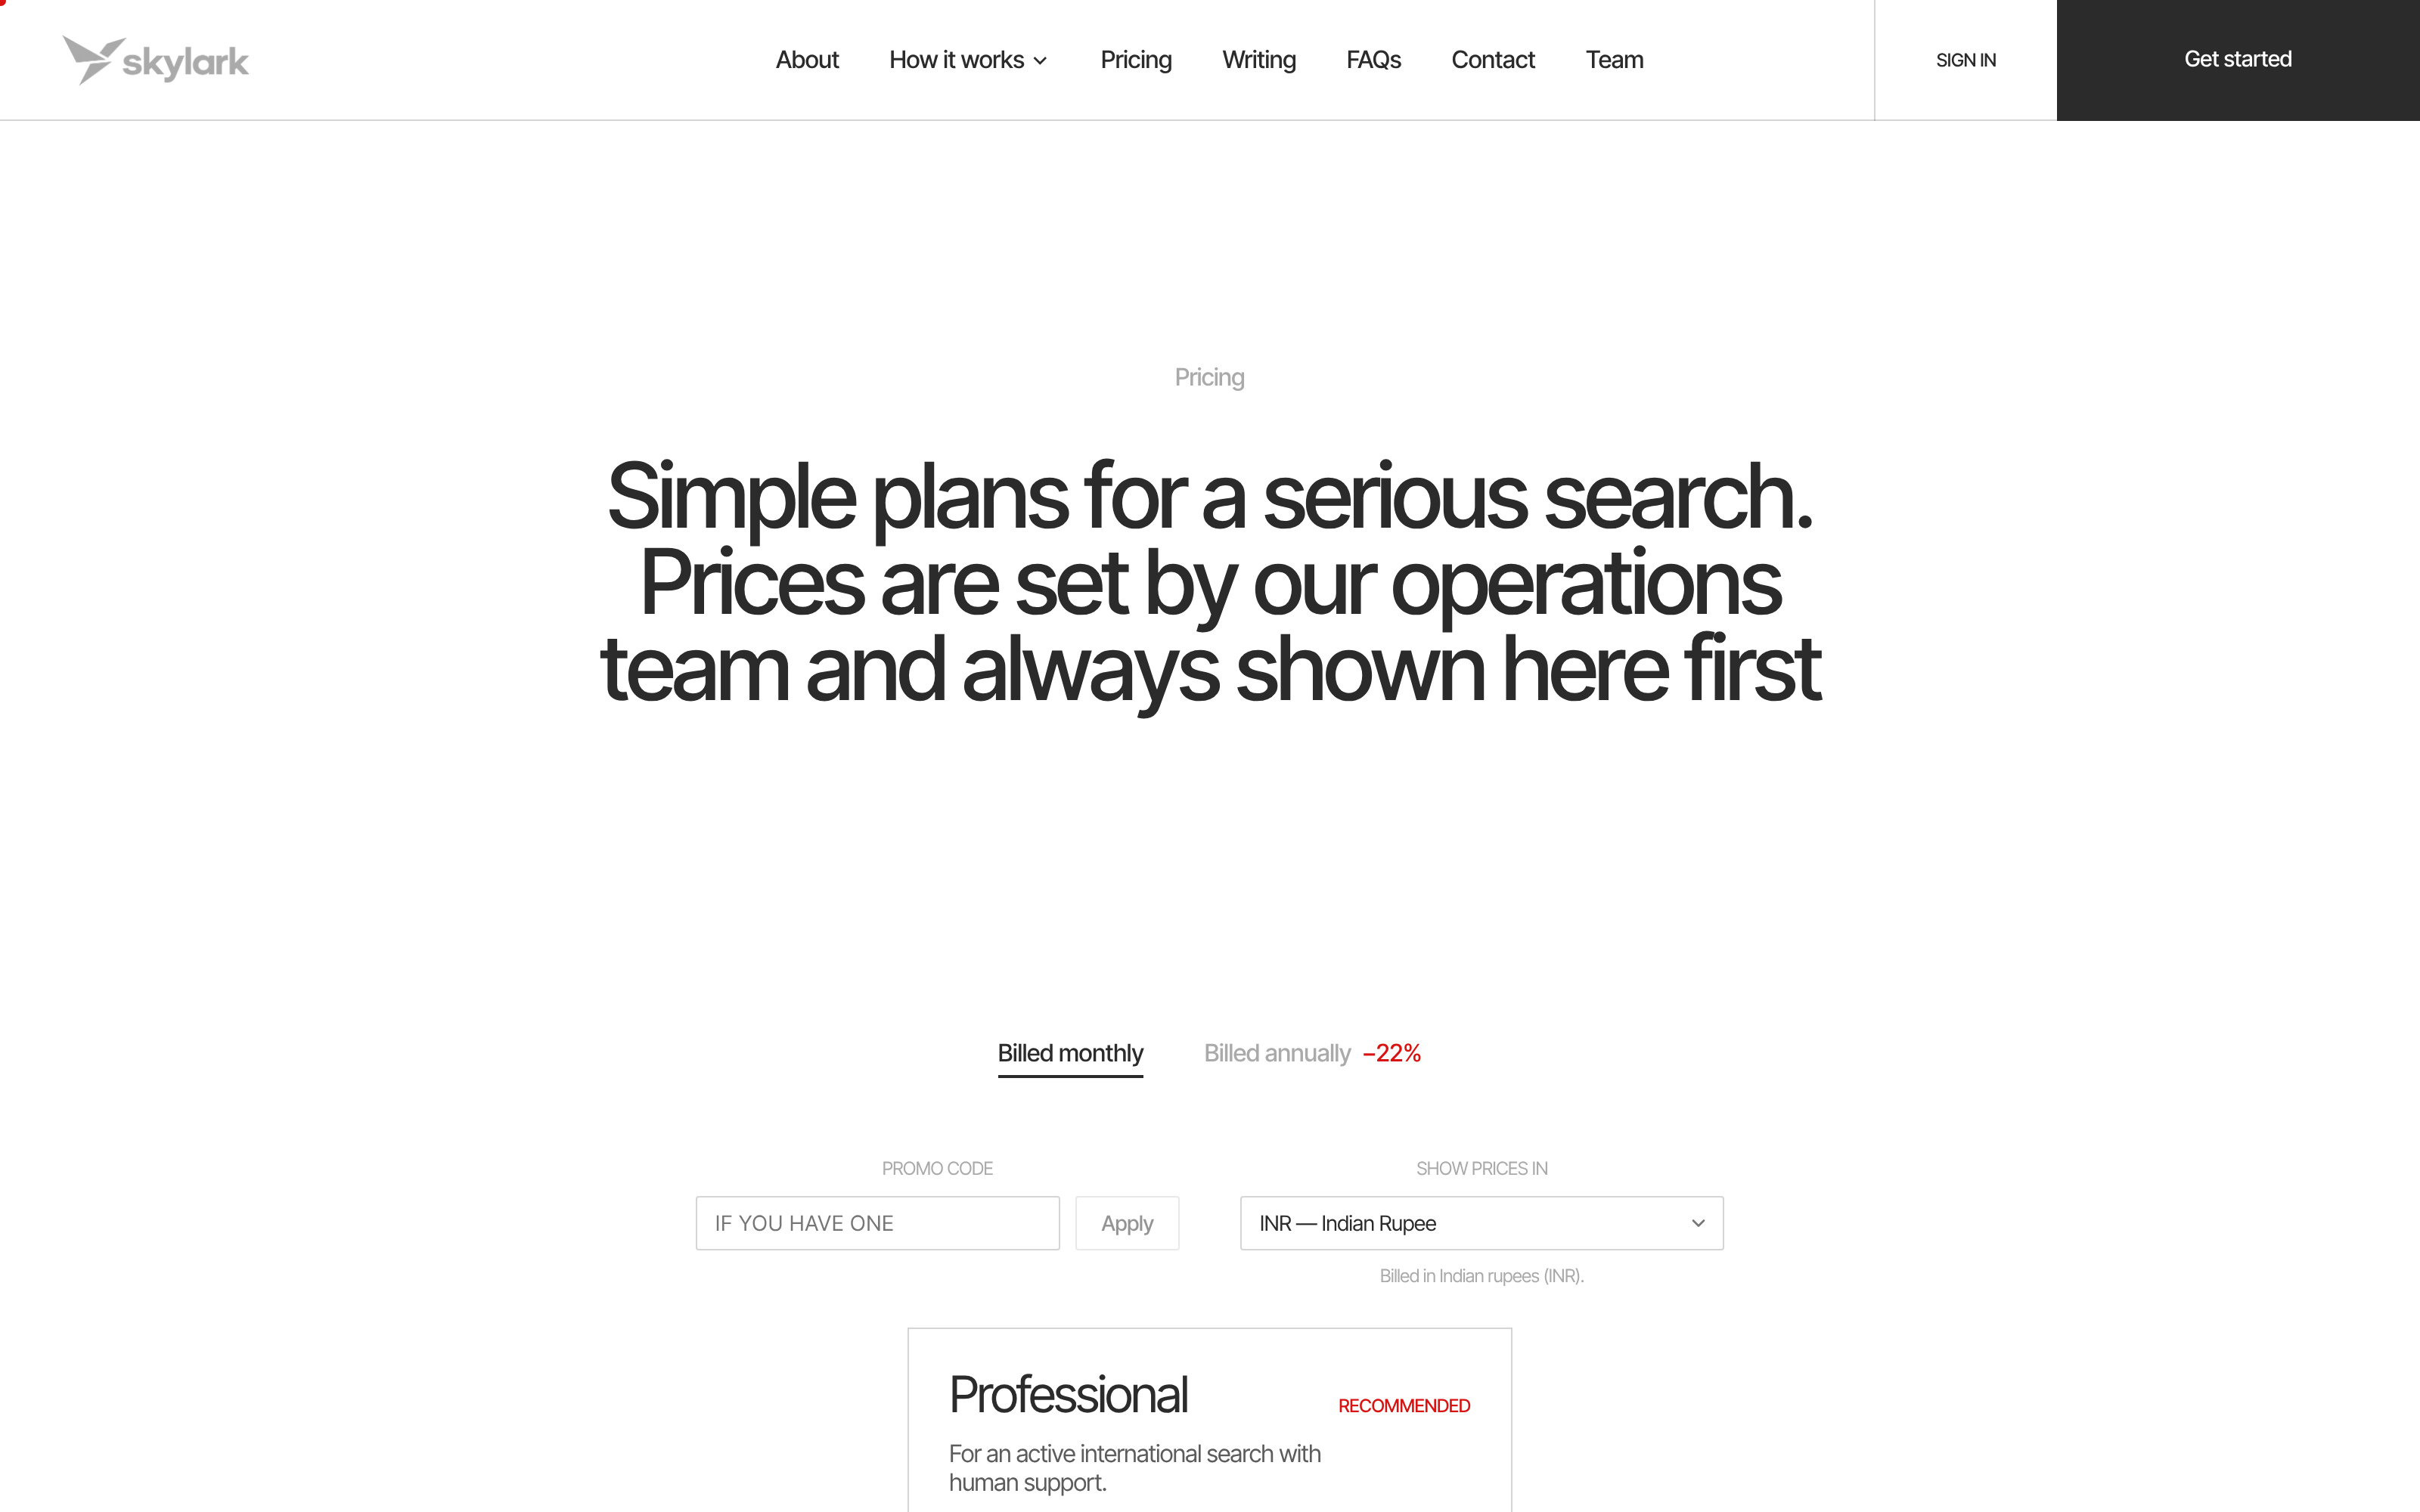 skylark
About
How it works
Pricing
Writing
FAQs
Contact
Team
SIGN IN
Get started
Pricing
Simple plans for a serious search.
Prices are set by our operations
team and always shown here first
Billed monthly
Billed annually –22%
PROMO CODE
SHOW PRICES IN
IF YOU HAVE ONE
Apply
INR — Indian Rupee
Billed in Indian rupees (INR).
Professional
RECOMMENDED
For an active international search with
human support.